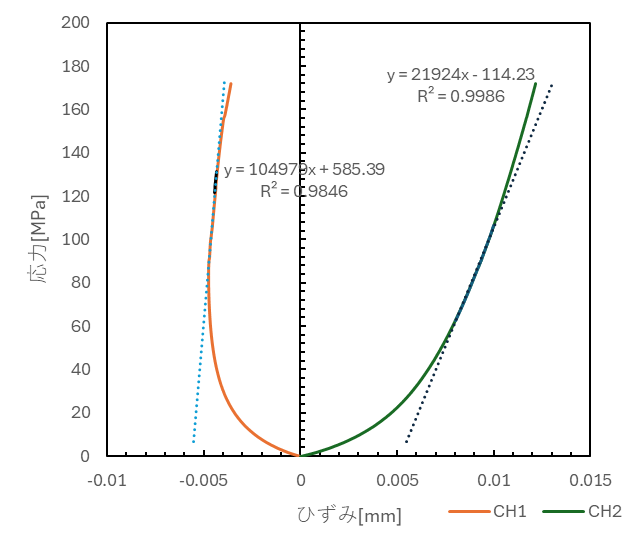 200
180
160
140
120
100
80
60
40
20
0
応力[MPa]
y = 21924x - 114.23
R² = 0.9986
y = 104979x + 585.39
R² = 0.9846
-0.01 -0.005 0 0.005 0.01 0.015
ひずみ[mm]
CH1 CH2